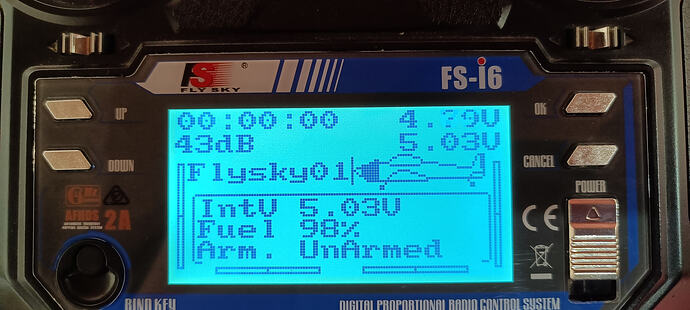 FS
®
FLY SKY
FS-i6
UP
DOWN
00:00:00 4.79V
43dB 5.03V
Flysky01
IntV 5.03V
Fuel 98%
Arm. UnArmed
OK
CANCEL
POWER
AFHDS
2A
CE
BIND KEY
DIGITAL PROPORTIONAL RADIO CONTROL SYSTEM